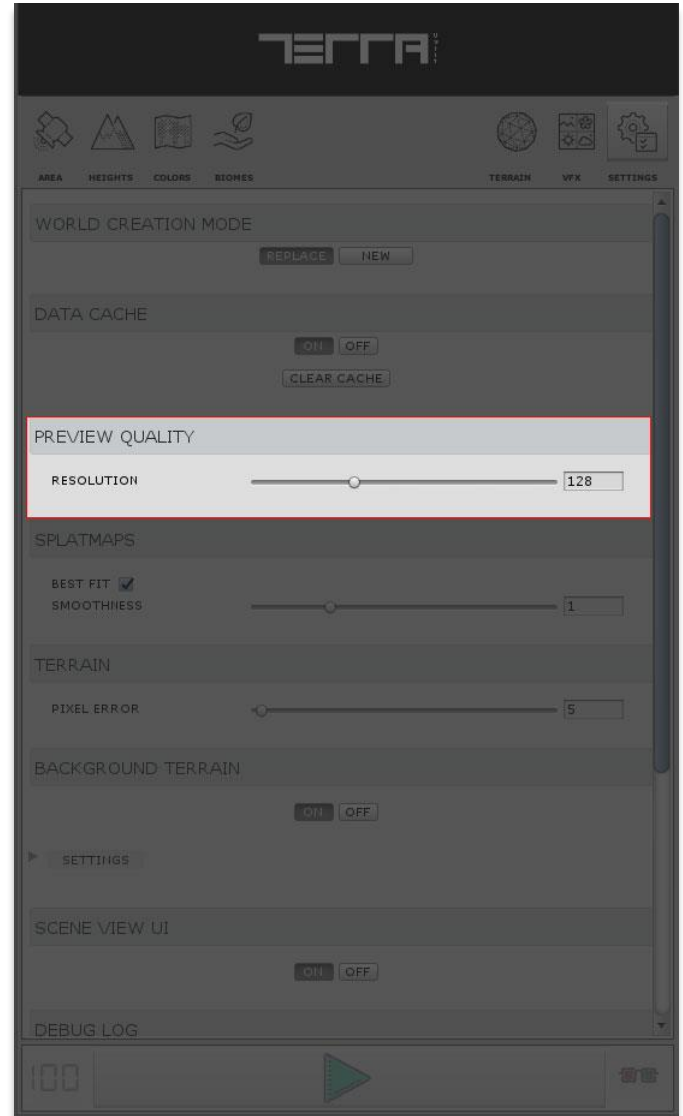 TERRA
AREA HEIGHTS COLORS BIOMES TERRAIN VFX SETTINGS
WORLD CREATION MODE
REPLACE NEW
DATA CACHE
ON OFF
CLEAR CACHE
PREVIEW QUALITY
RESOLUTION 128
SPLATMAPS
BEST FIT
SMOOTHNESS 1
TERRAIN
PIXEL ERROR 5
BACKGROUND TERRAIN
ON OFF
SETTINGS
SCENE VIEW UI
ON OFF
DEBUG LOG
100